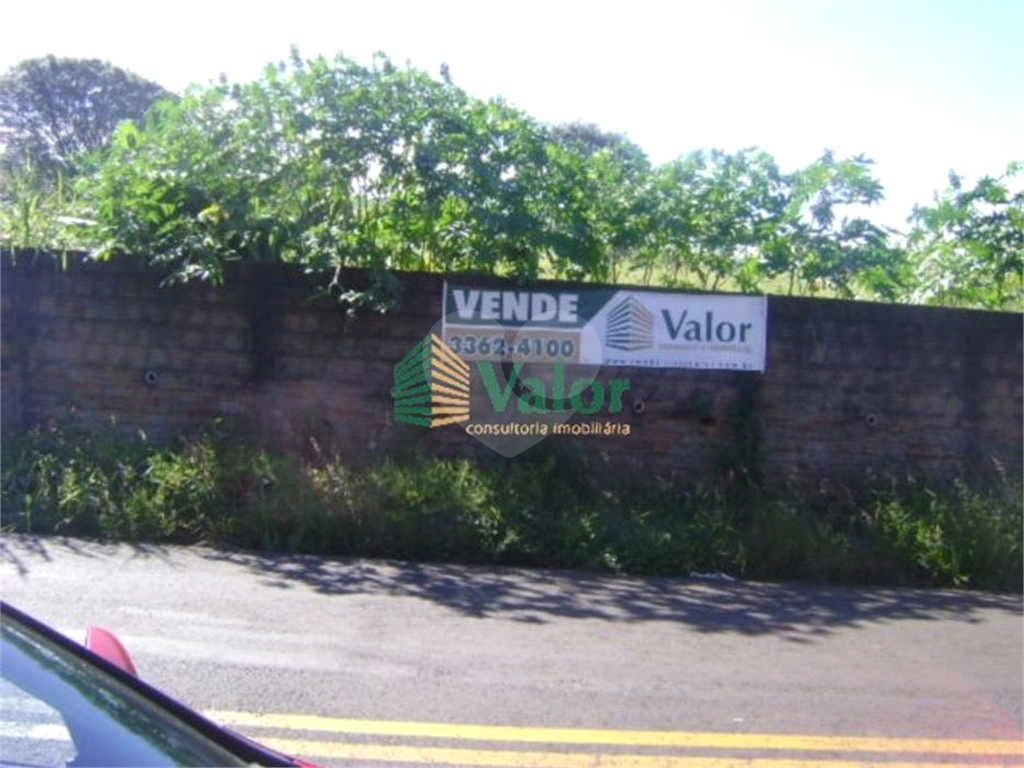 VENDE
3362-4100
Valor
Valor
consultoria imobiliária